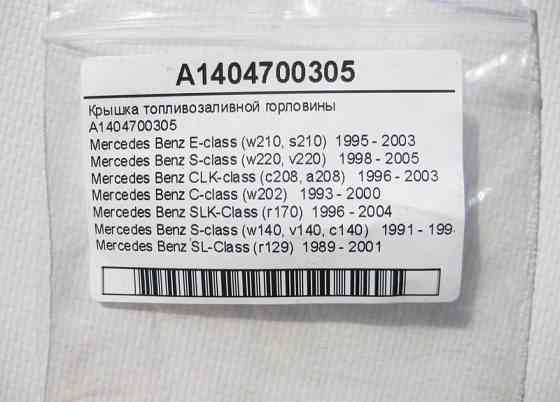 A1404700305
Крышка топливозаливной горловины
A1404700305
Mercedes Benz E-class (w210, s210) 1995 - 2003
Mercedes Benz S-class (w220, v220) 1998 - 2005
Mercedes Benz CLK-class (c208, a208) 1996 - 2003
Mercedes Benz C-class (w202) 1993 - 2000
Mercedes Benz SLK-Class (r170) 1996 - 2004
Mercedes Benz S-class (w140, v140, c140) 1991 - 199
Mercedes Benz SL-Class (r129) 1989 - 2001